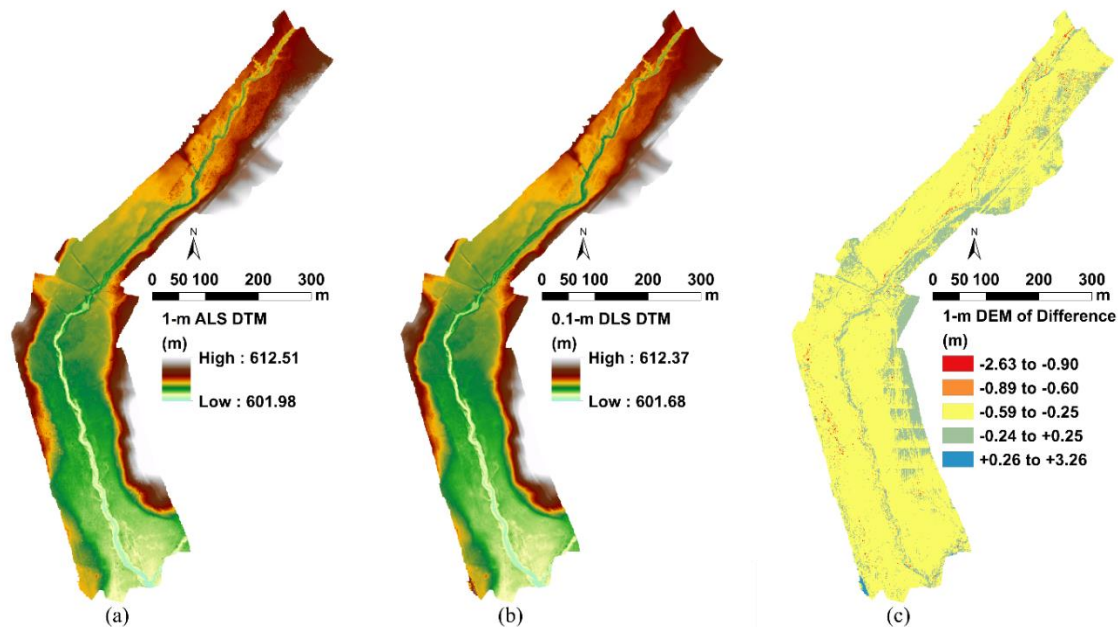 N
0 50 100 200 300
m
1-m ALS DTM
(m)
High : 612.51
Low : 601.98
(a)
N
0 50 100 200 300
m
0.1-m DLS DTM
(m)
High : 612.37
Low : 601.68
(b)
N
0 50 100 200 300
m
1-m DEM of Difference
(m)
-2.63 to -0.90
-0.89 to -0.60
-0.59 to -0.25
-0.24 to +0.25
+0.26 to +3.26
(c)